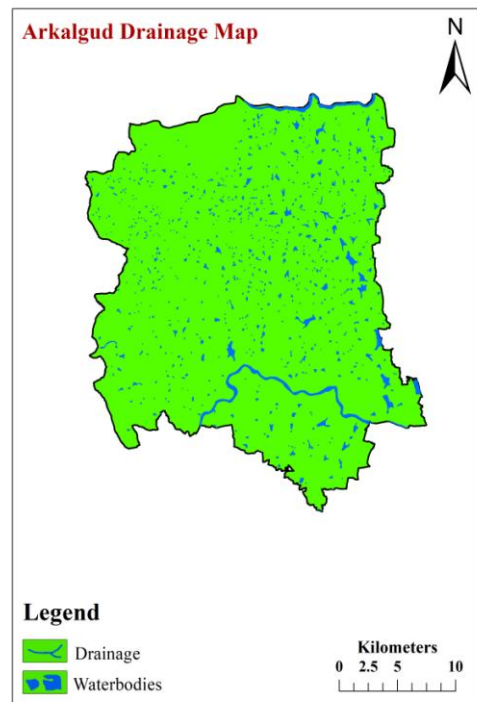 Arkalgud Drainage Map
N
Legend
Drainage
Waterbodies
Kilometers
0 2.5 5 10